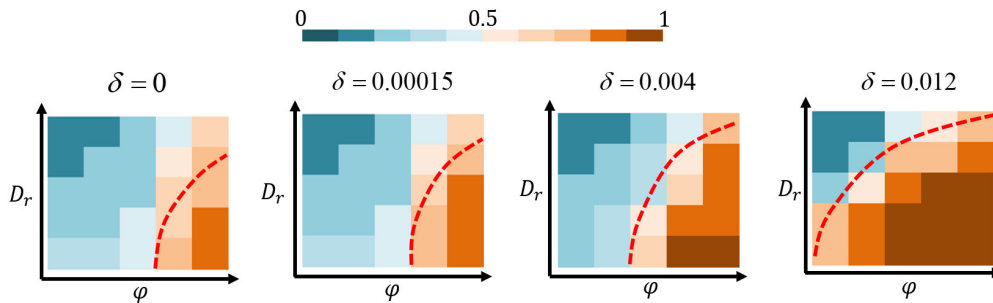 0 0.5 1
δ = 0 δ = 0.00015 δ = 0.004 δ = 0.012
D_r D_r D_r D_r
φ φ φ φ